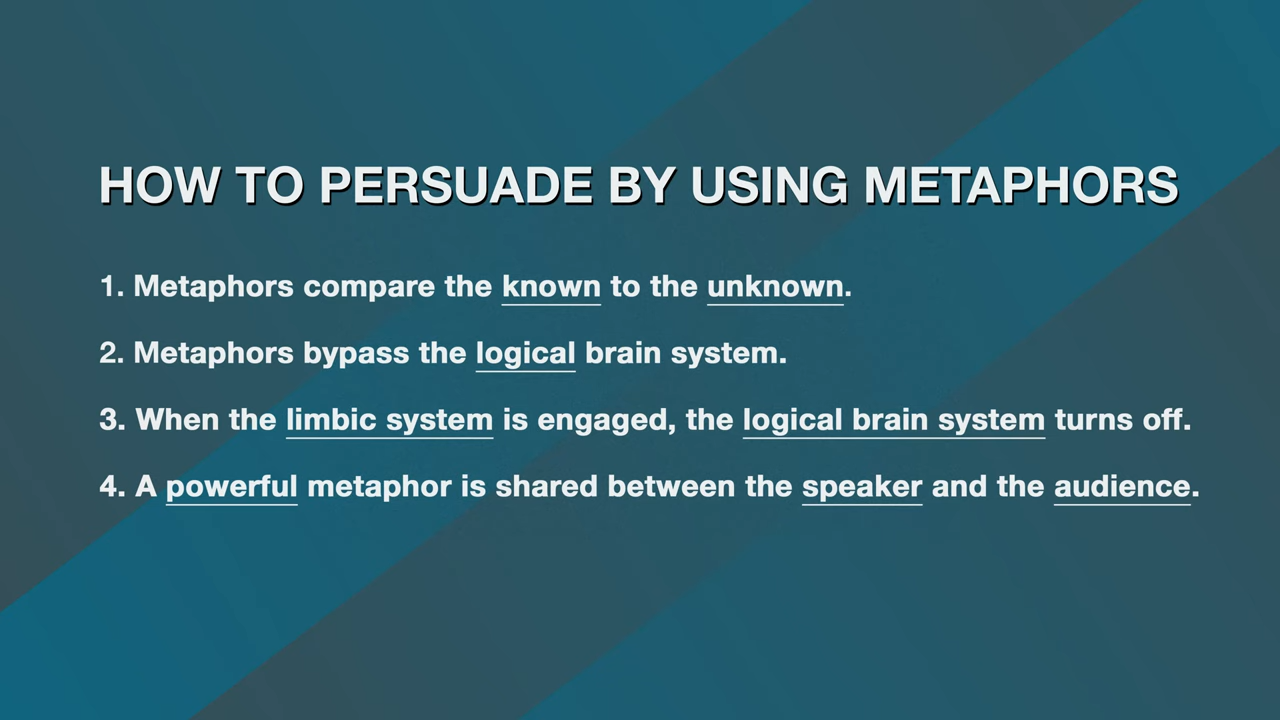 HOW TO PERSUADE BY USING METAPHORS
1. Metaphors compare the known to the unknown.
2. Metaphors bypass the logical brain system.
3. When the limbic system is engaged, the logical brain system turns off.
4. A powerful metaphor is shared between the speaker and the audience.